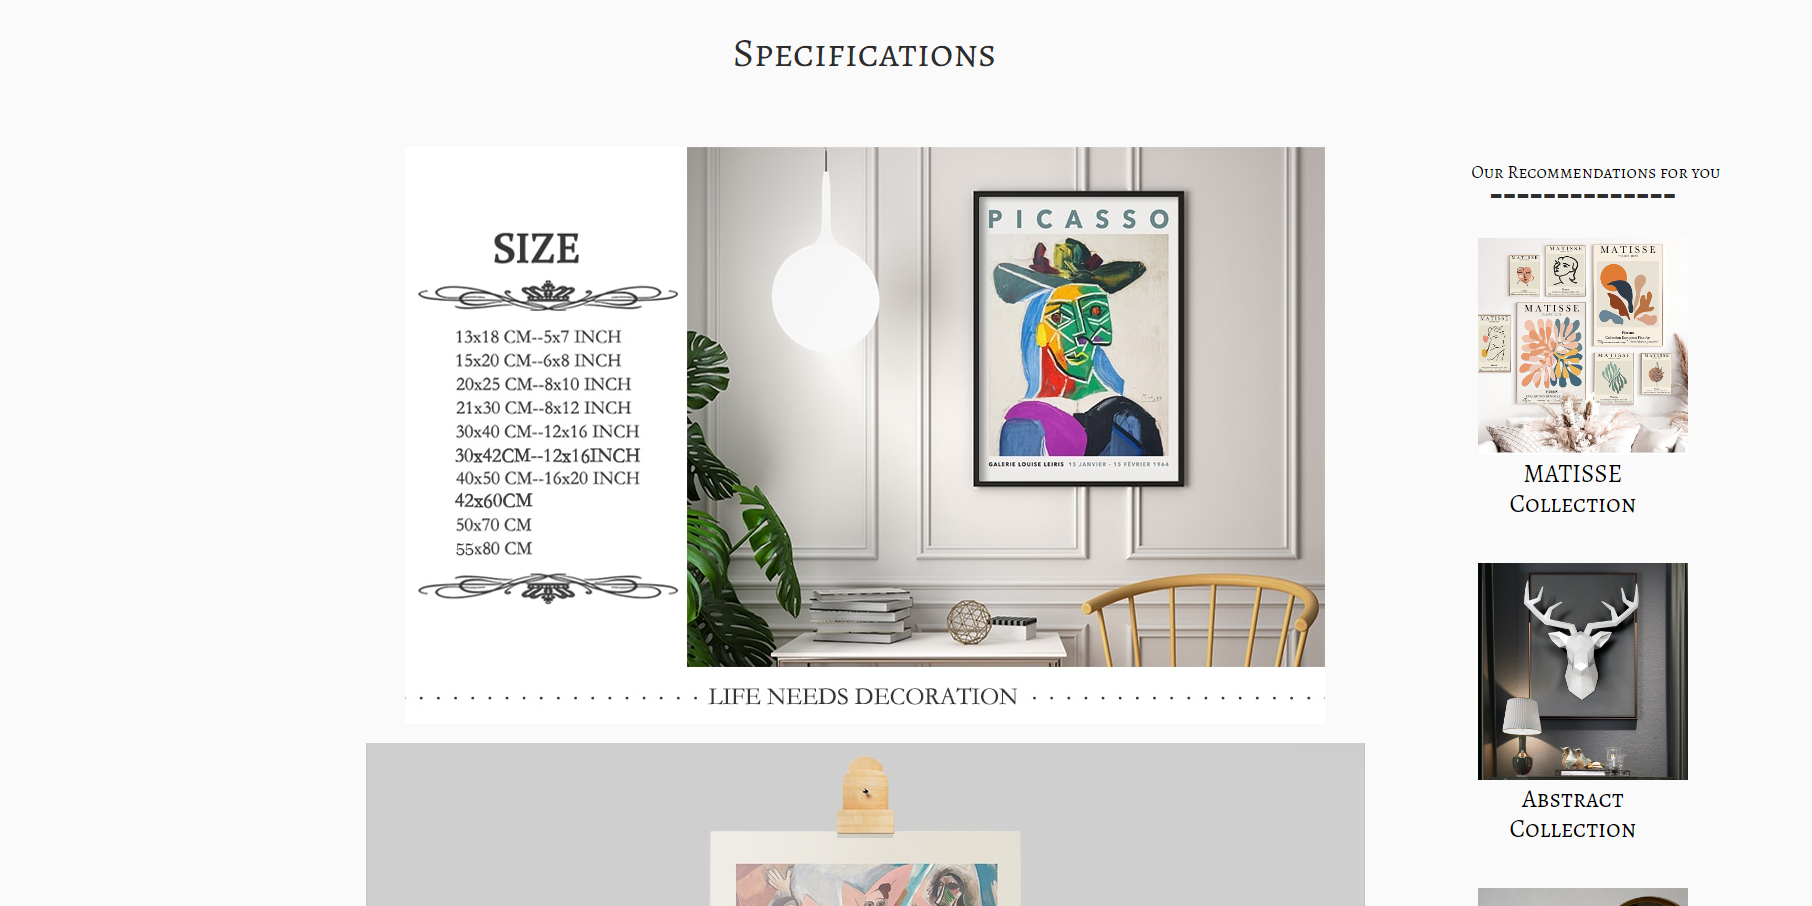 Specifications
SIZE
13x18 CM--5x7 INCH
15x20 CM--6x8 INCH
20x25 CM--8x10 INCH
21x30 CM--8x12 INCH
30x40 CM--12x16 INCH
30x42CM--12x16INCH
40x50 CM--16x20 INCH
42x60CM
50x70 CM
55x80 CM
PICASSO
GALERIE LOUISE LEIRIS 15 JANVIER - 15 FÉVRIER 1964
LIFE NEEDS DECORATION
Our Recommendations for you
MATISSE
MATISSE
MATISSE
MATISSE
MATISSE
MATISSE
MATISSE
MATISSE
Collection
Abstract
Collection